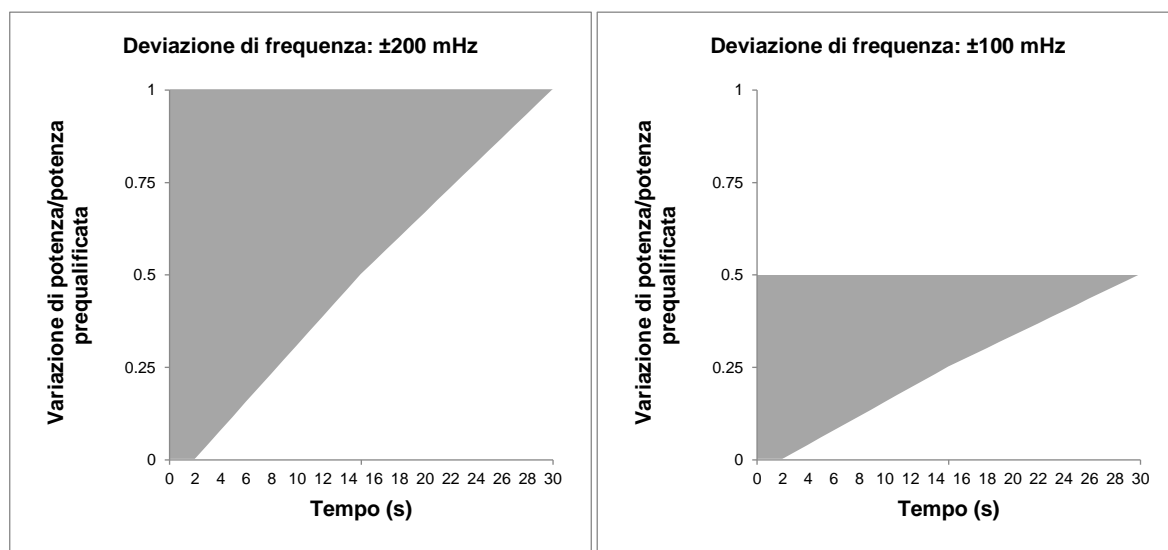 Deviazione di frequenza: ±200 mHz
Variazione di potenza/potenza
prequalificata
1
0.75
0.5
0.25
0
0 2 4 6 8 10 12 14 16 18 20 22 24 26 28 30
Tempo (s)
Deviazione di frequenza: ±100 mHz
Variazione di potenza/potenza
prequalificata
1
0.75
0.5
0.25
0
0 2 4 6 8 10 12 14 16 18 20 22 24 26 28 30
Tempo (s)